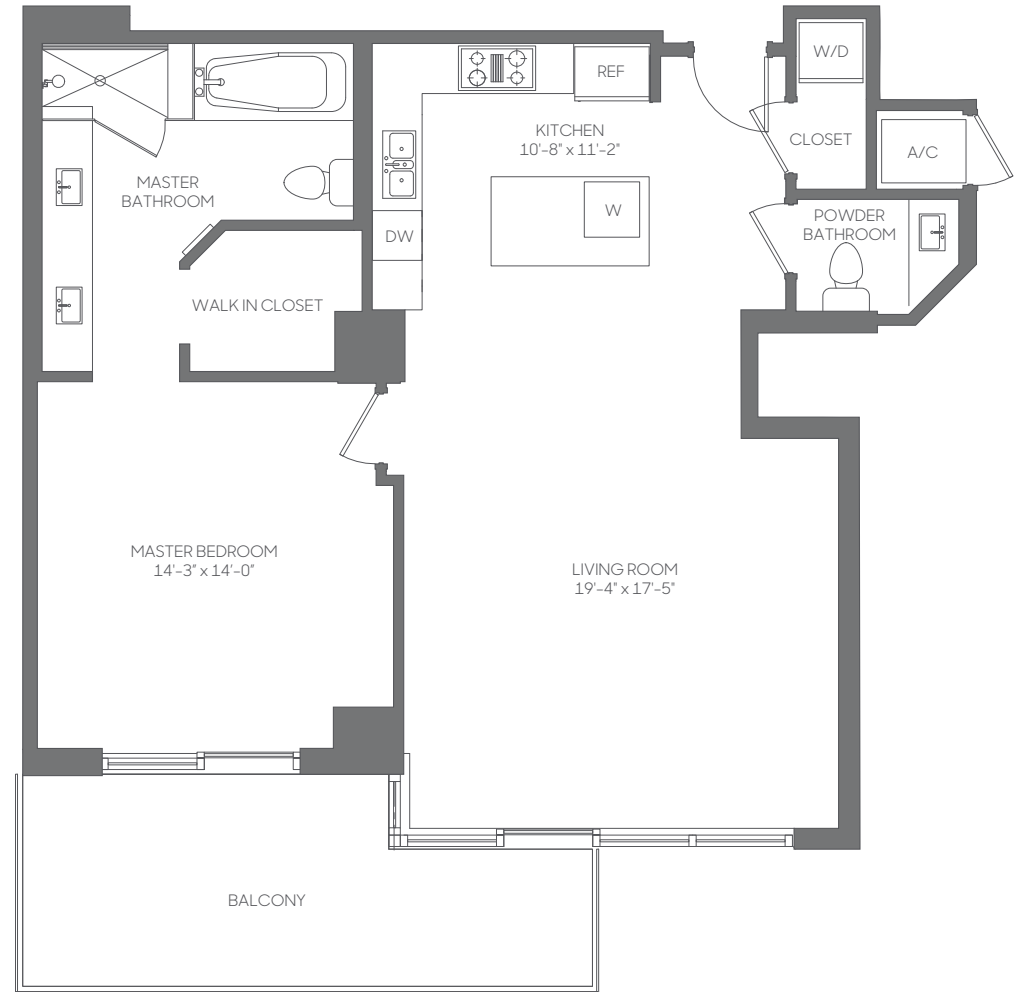 W/D
REF
KITCHEN
10'-8" x 11'-2"
CLOSET
A/C
MASTER
BATHROOM
W
POWDER
BATHROOM
DW
WALK IN CLOSET
MASTER BEDROOM
14'-3" x 14'-0"
LIVING ROOM
19'-4" x 17'-5"
BALCONY